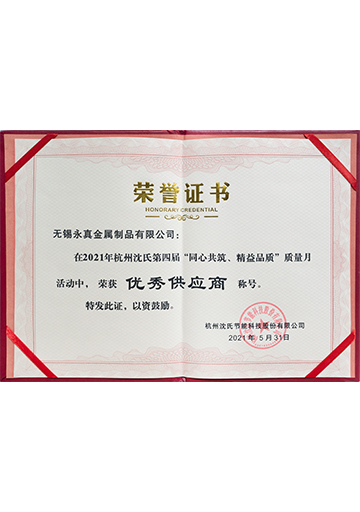 荣誉证书
HONORARY CREDENTIAL
无锡永真金属制品有限公司：
在2021年杭州沈氏第四届“同心共筑、精益品质”质量月
活动中，荣获 优秀供应商 称号。
特发此证，以资鼓励。
杭州沈氏节能科技股份有限公司
2021年5月31日